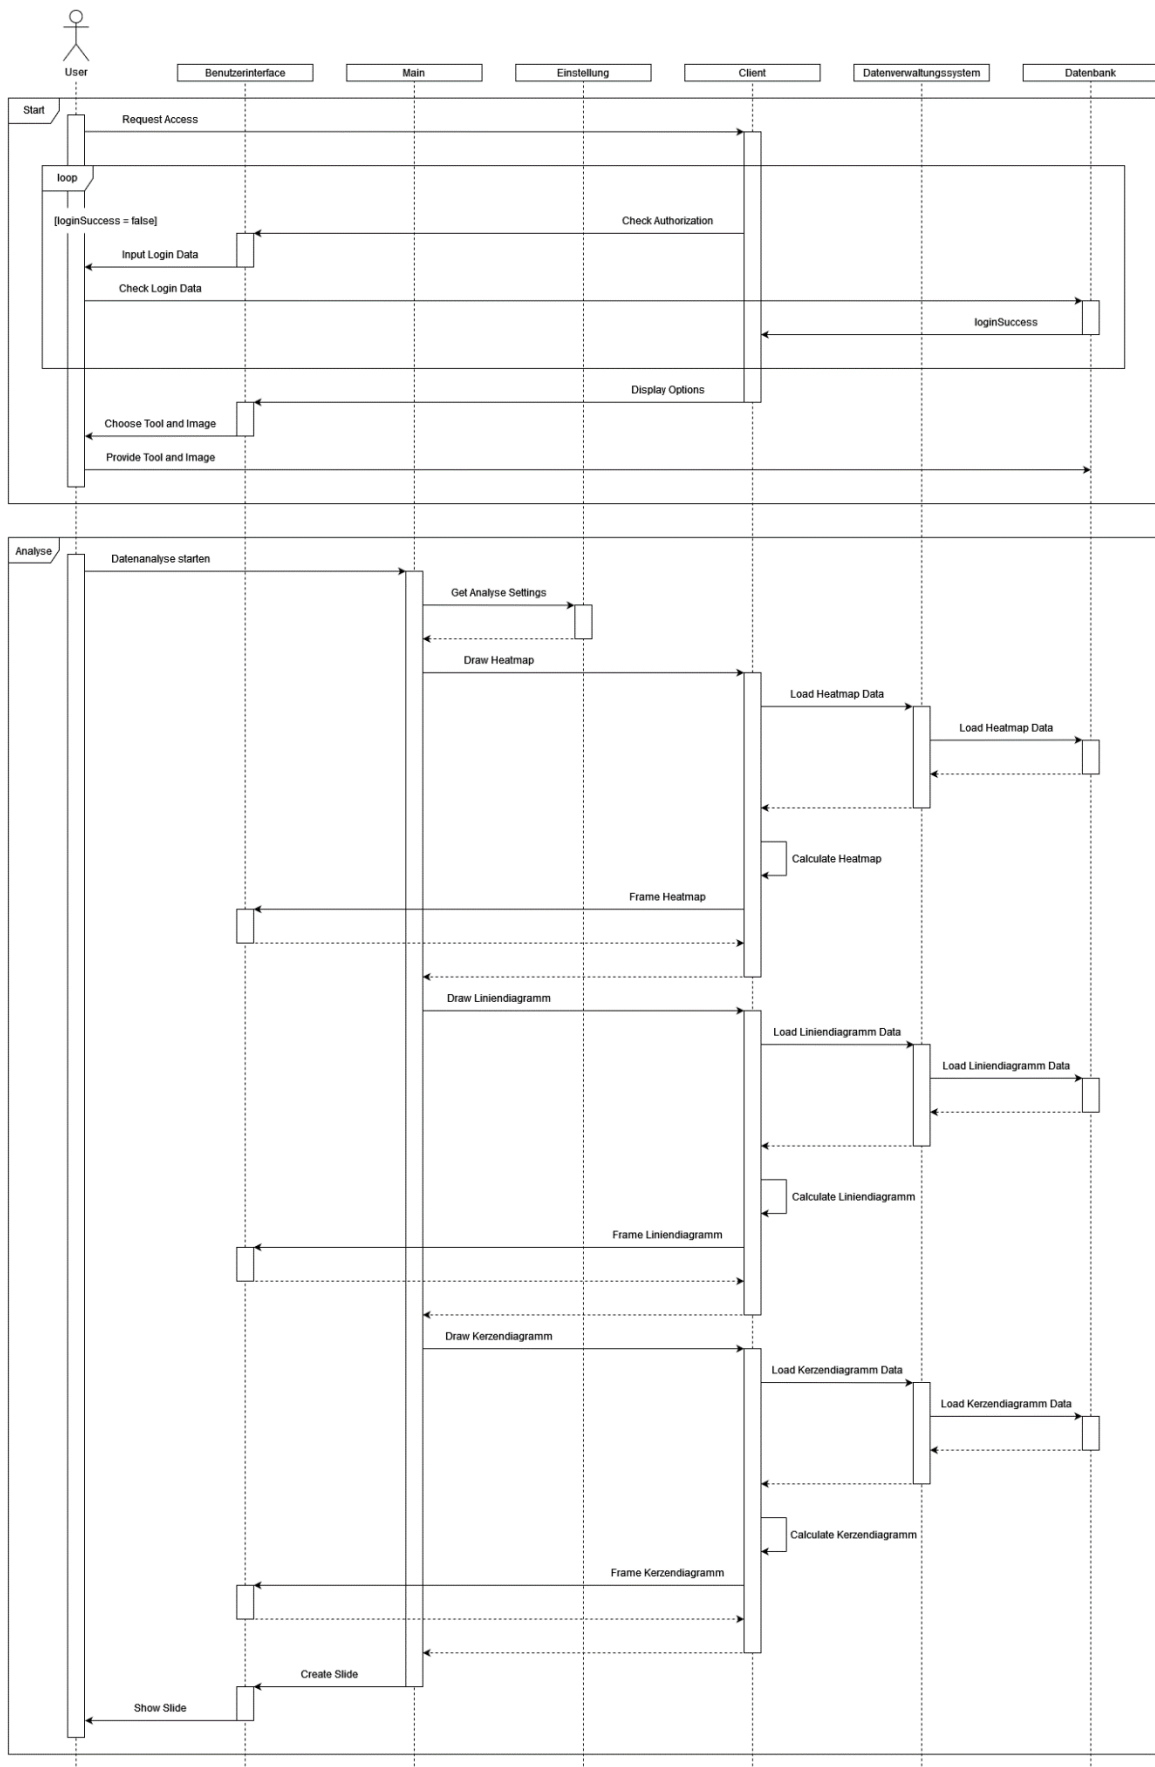 User
Benutzerinterface
Main
Einstellung
Client
Datenverwaltungssystem
Datenbank
Start
Request Access
loop
[loginSuccess = false]
Check Authorization
Input Login Data
Check Login Data
loginSuccess
Display Options
Choose Tool and Image
Provide Tool and Image
Analyse
Datenanalyse starten
Get Analyse Settings
Draw Heatmap
Load Heatmap Data
Load Heatmap Data
Calculate Heatmap
Frame Heatmap
Draw Liniendiagramm
Load Liniendiagramm Data
Load Liniendiagramm Data
Calculate Liniendiagramm
Frame Liniendiagramm
Draw Kerzendiagramm
Load Kerzendiagramm Data
Load Kerzendiagramm Data
Calculate Kerzendiagramm
Frame Kerzendiagramm
Create Slide
Show Slide